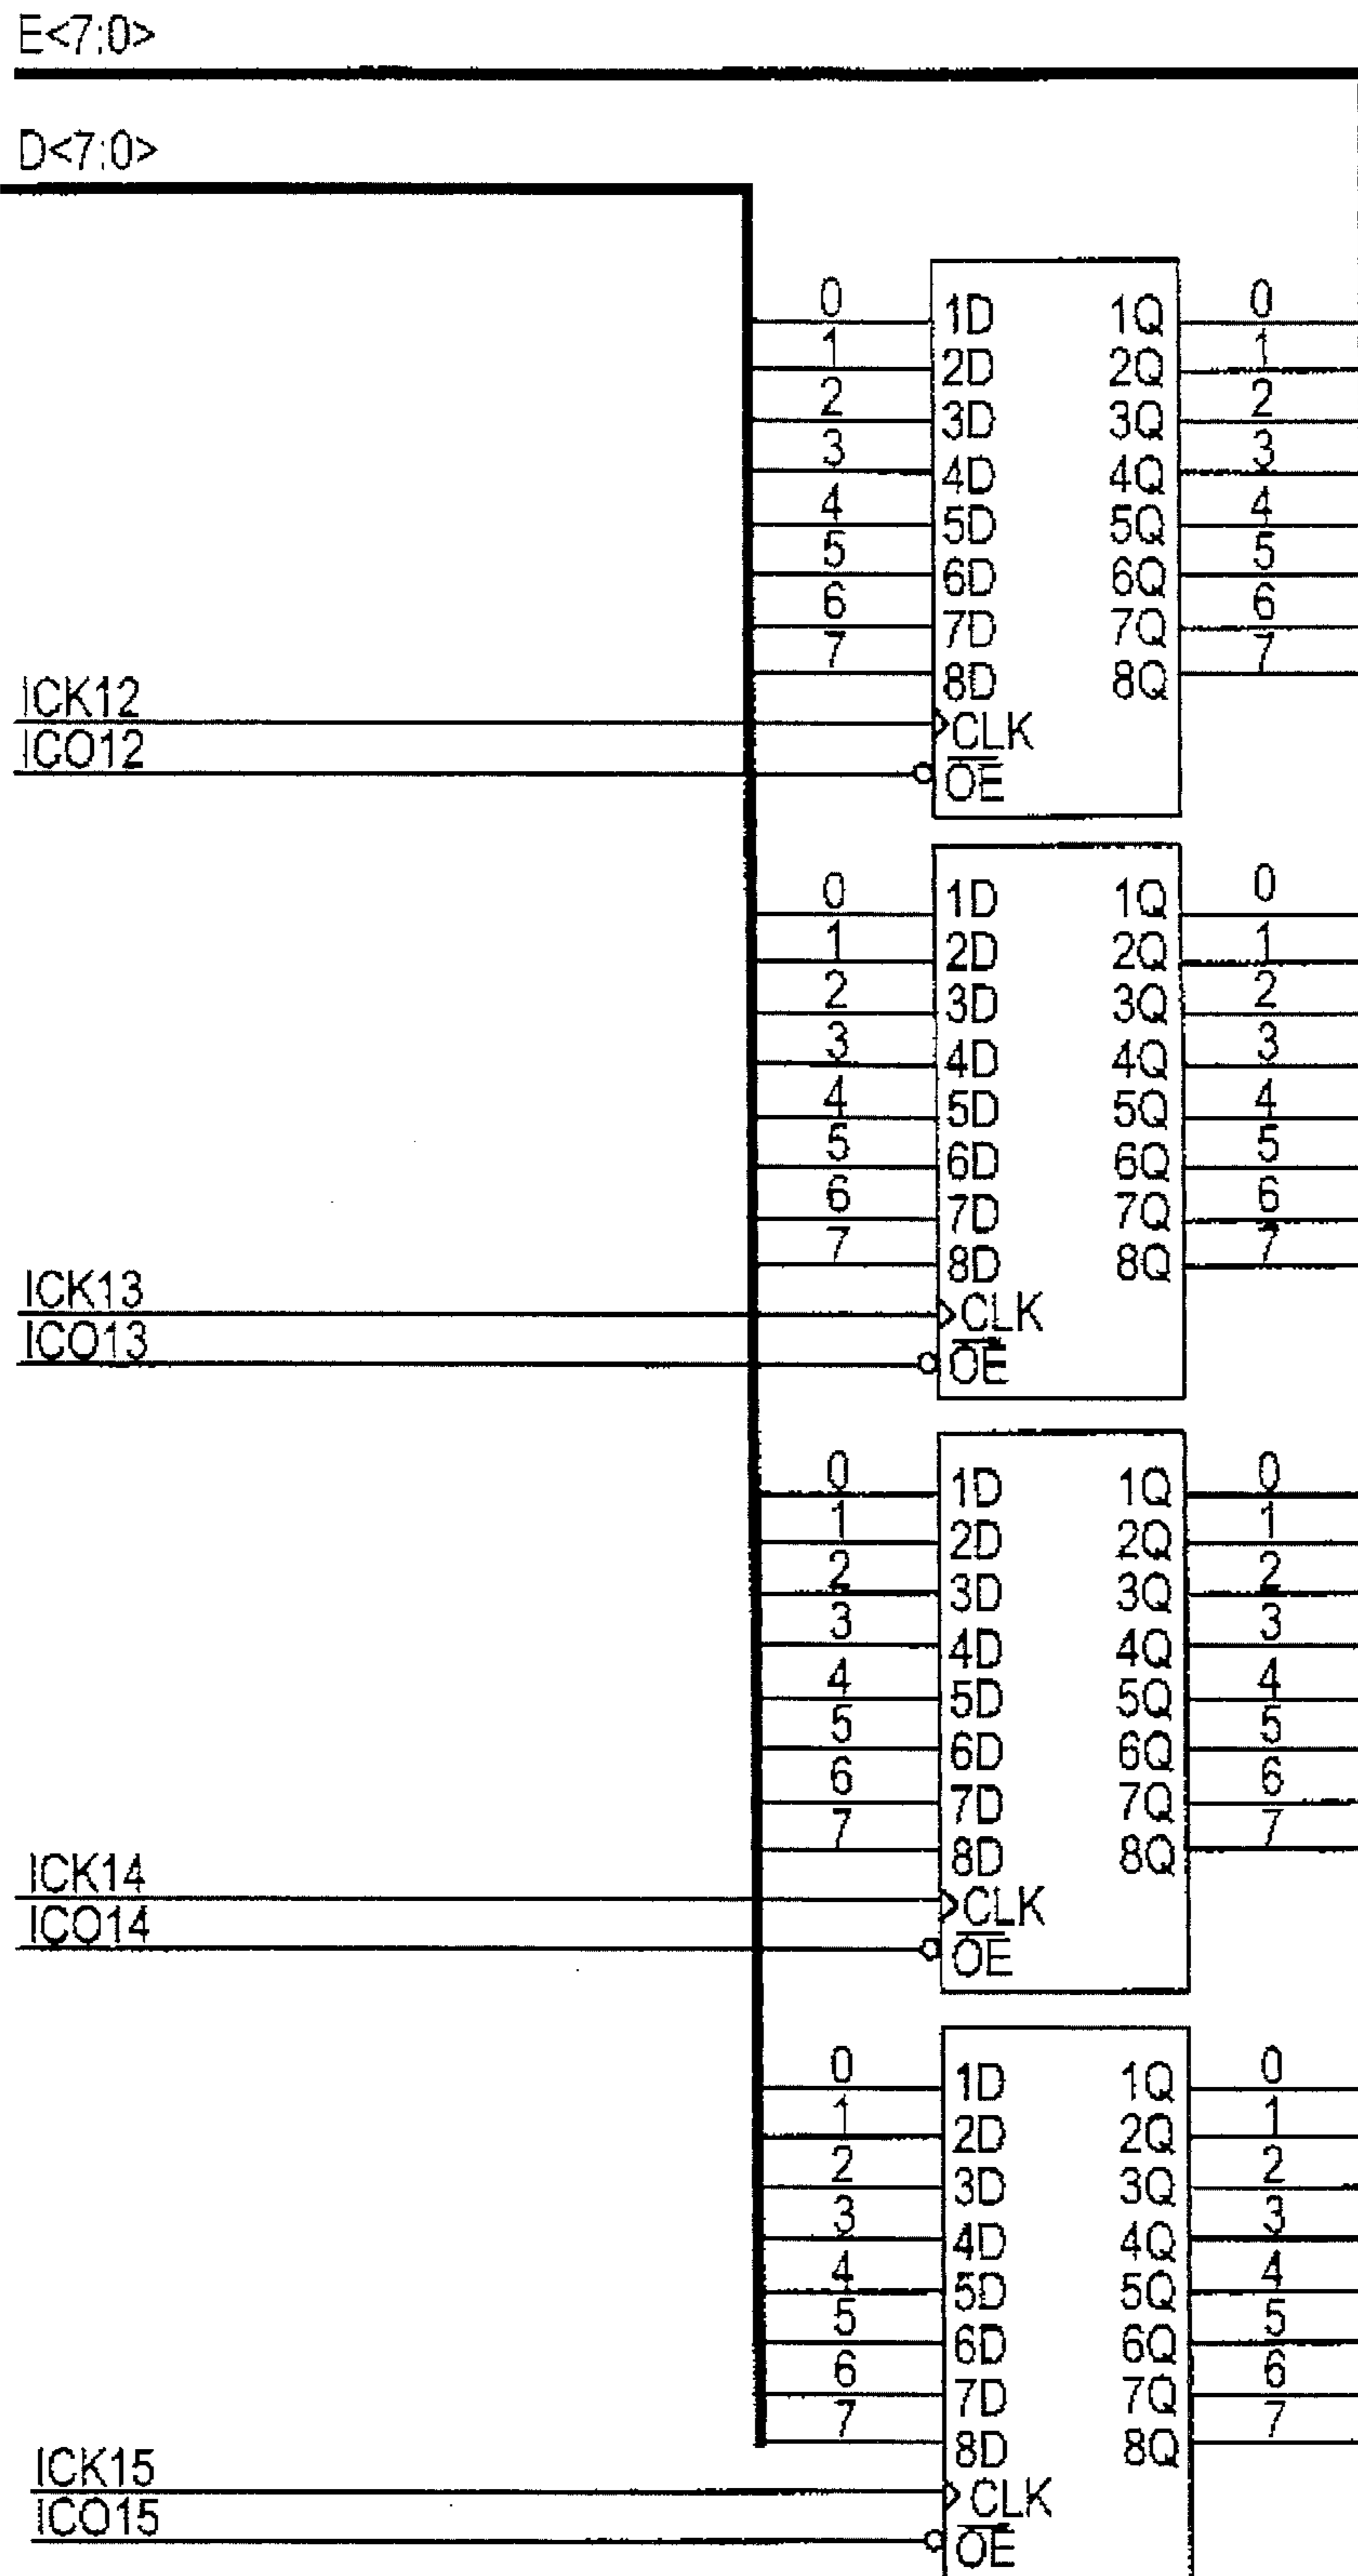 E<7:0>
D<7:0>
0 1D 1Q 0
1 2D 2Q 1
2 3D 3Q 2
3 4D 4Q 3
4 5D 5Q 4
5 6D 6Q 5
6 7D 7Q 6
7 8D 8Q 7
ICK12 CLK
ICO12 OE
0 1D 1Q 0
1 2D 2Q 1
2 3D 3Q 2
3 4D 4Q 3
4 5D 5Q 4
5 6D 6Q 5
6 7D 7Q 6
7 8D 8Q 7
ICK13 CLK
ICO13 OE
0 1D 1Q 0
1 2D 2Q 1
2 3D 3Q 2
3 4D 4Q 3
4 5D 5Q 4
5 6D 6Q 5
6 7D 7Q 6
7 8D 8Q 7
ICK14 CLK
ICO14 OE
0 1D 1Q 0
1 2D 2Q 1
2 3D 3Q 2
3 4D 4Q 3
4 5D 5Q 4
5 6D 6Q 5
6 7D 7Q 6
7 8D 8Q 7
ICK15 CLK
ICO15 OE